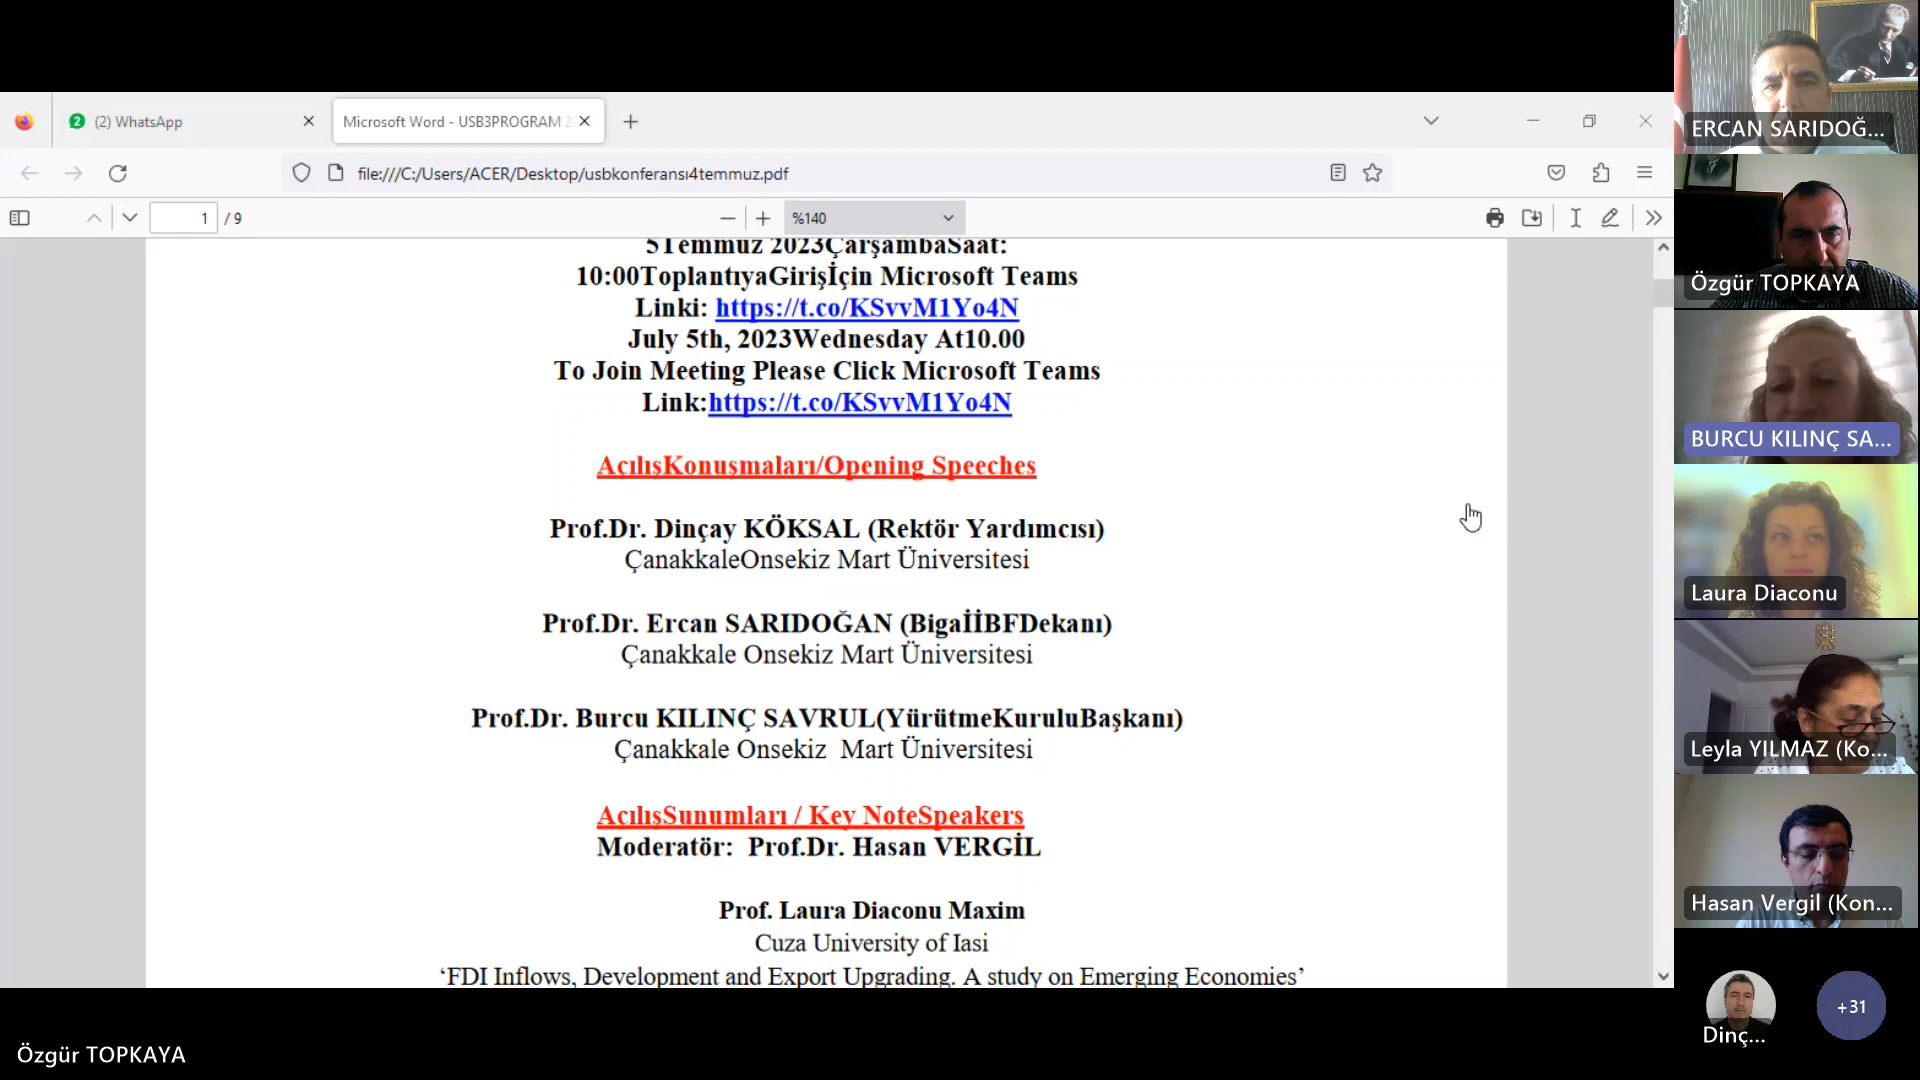 (2) WhatsApp
Microsoft Word - USB3PROGRAM 2
file:///C:/Users/ACER/Desktop/usbkonferansı4temmuz.pdf
1 / 9
%140
5Temmuz 2023ÇarşambaSaat:
10:00ToplantıyaGirişİçin Microsoft Teams
Linki: https://t.co/KSvvM1Yo4N
July 5th, 2023Wednesday At10.00
To Join Meeting Please Click Microsoft Teams
Link:https://t.co/KSvvM1Yo4N
AçılışKonuşmaları/Opening Speeches
Prof.Dr. Dinçay KÖKSAL (Rektör Yardımcısı)
ÇanakkaleOnsekiz Mart Üniversitesi
Prof.Dr. Ercan SARIDOĞAN (BigaİİBFDekanı)
Çanakkale Onsekiz Mart Üniversitesi
Prof.Dr. Burcu KILINÇ SAVRUL(YürütmeKuruluBaşkanı)
Çanakkale Onsekiz  Mart Üniversitesi
AçılışSunumları / Key NoteSpeakers
Moderatör:  Prof.Dr. Hasan VERGİL
Prof. Laura Diaconu Maxim
Cuza University of Iasi
‘FDI Inflows, Development and Export Upgrading. A study on Emerging Economies’
ERCAN SARIDOĞ...
Özgür TOPKAYA
BURCU KILINÇ SA...
Laura Diaconu
Leyla YILMAZ (Ko...
Hasan Vergil (Kon...
Dinç...
+31
Özgür TOPKAYA